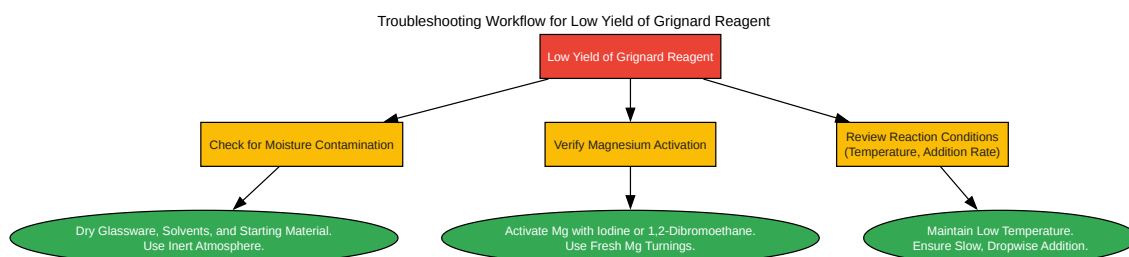 Troubleshooting Workflow for Low Yield of Grignard Reagent
Low Yield of Grignard Reagent
Check for Moisture Contamination
Verify Magnesium Activation
Review Reaction Conditions
(Temperature, Addition Rate)
Dry Glassware, Solvents, and Starting Material.
Use Inert Atmosphere.
Activate Mg with Iodine or 1,2-Dibromoethane.
Use Fresh Mg Turnings.
Maintain Low Temperature.
Ensure Slow, Dropwise Addition.